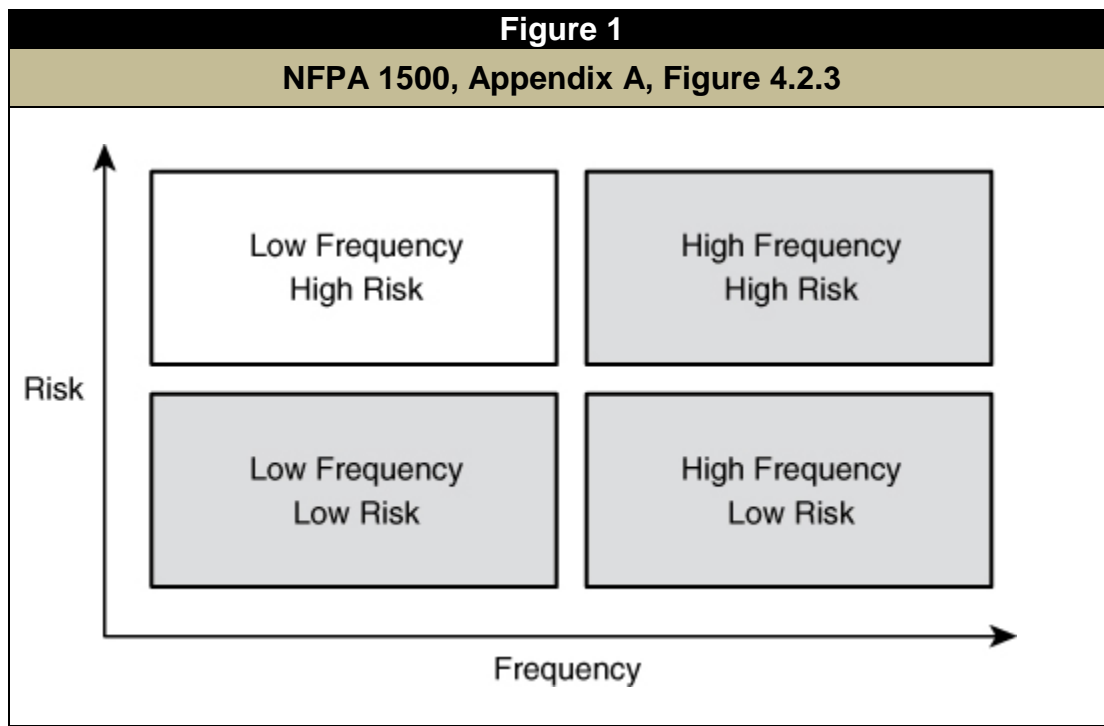 Figure 1
NFPA 1500, Appendix A, Figure 4.2.3
Low Frequency
High Risk
High Frequency
High Risk
Risk
Low Frequency
Low Risk
High Frequency
Low Risk
Frequency